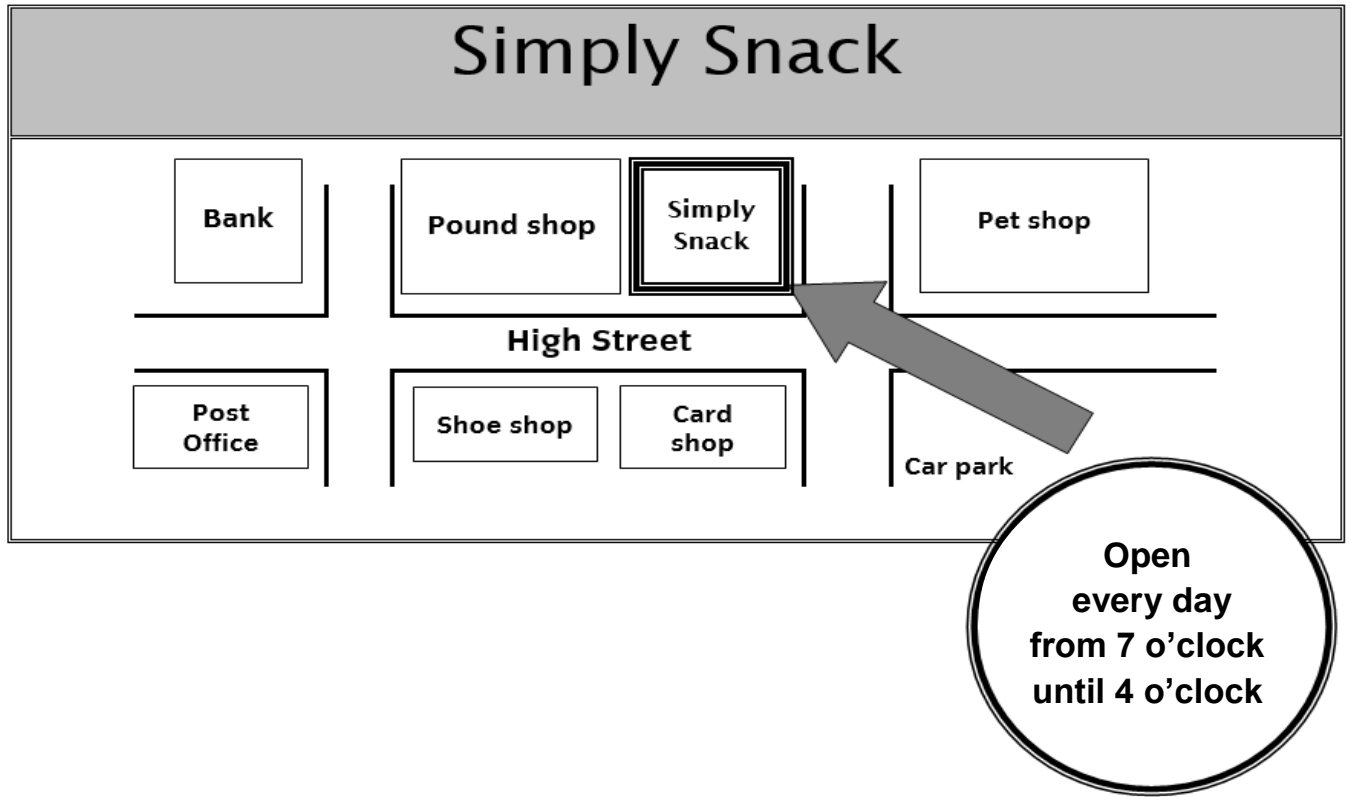 Simply Snack
Bank
Pound shop
Simply
Snack
Pet shop
High Street
Post
Office
Shoe shop
Card
shop
Car park
Open
every day
from 7 o’clock
until 4 o’clock